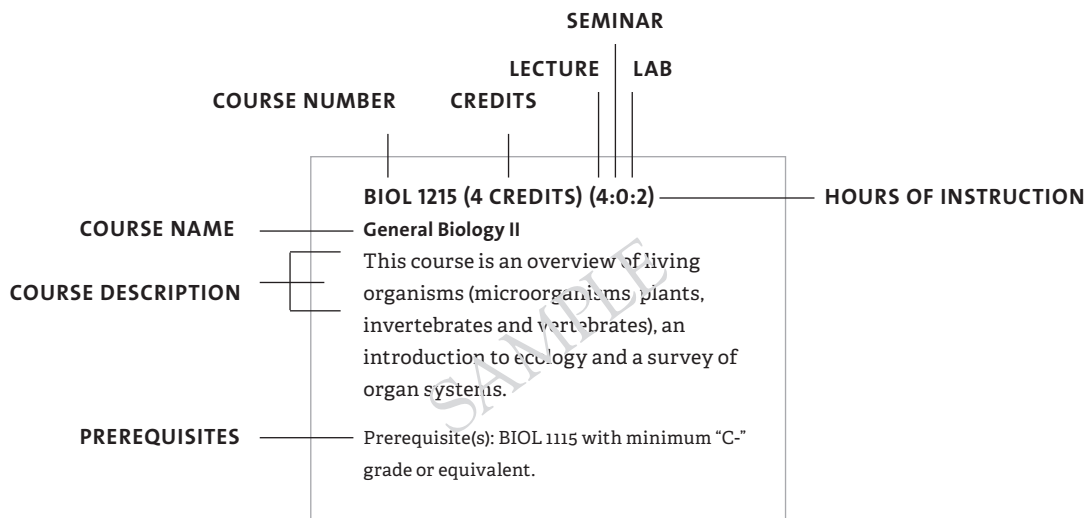 SEMINAR
LECTURE LAB
COURSE NUMBER CREDITS
BIOL 1215 (4 CREDITS) (4:0:2) HOURS OF INSTRUCTION
COURSE NAME General Biology II
This course is an overview of living
COURSE DESCRIPTION organisms (microorganisms, plants,
invertebrates and vertebrates), an
introduction to ecology and a survey of
organ systems.
SAMPLE
PREREQUISITES Prerequisite(s): BIOL 1115 with minimum “C-”
grade or equivalent.